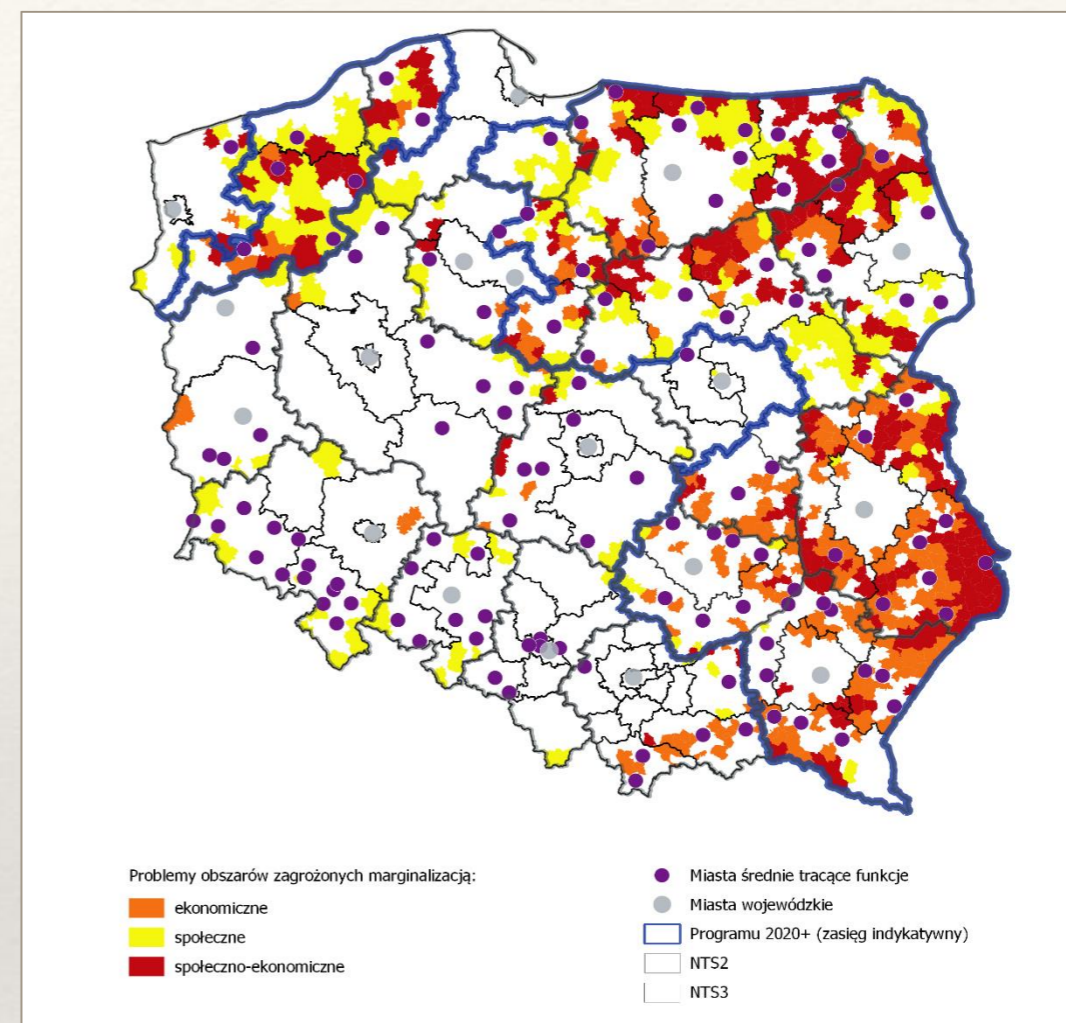 Problemy obszarów zagrożonych marginalizacją:
ekonomiczne
społeczne
społeczno-ekonomiczne
Miasta średnie tracące funkcje
Miasta wojewódzkie
Programu 2020+ (zasięg indykatywny)
NTS2
NTS3